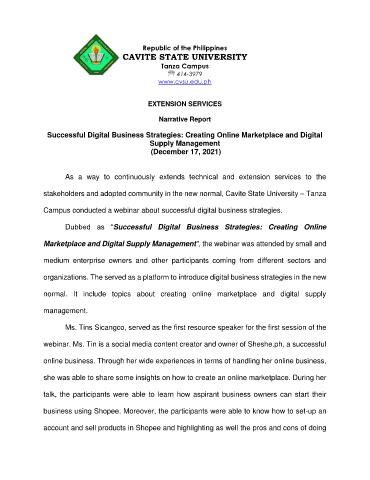 Republic of the Philippines
CAVITE STATE UNIVERSITY
Tanza Campus
☏ 414-3979
www.cvsu.edu.ph
EXTENSION SERVICES
Narrative Report
Successful Digital Business Strategies: Creating Online Marketplace and Digital
Supply Management
(December 17, 2021)
As a way to continuously extends technical and extension services to the
stakeholders and adopted community in the new normal, Cavite State University – Tanza
Campus conducted a webinar about successful digital business strategies.
Dubbed as "Successful Digital Business Strategies: Creating Online
Marketplace and Digital Supply Management", the webinar was attended by small and
medium enterprise owners and other participants coming from different sectors and
organizations. The served as a platform to introduce digital business strategies in the new
normal. It include topics about creating online marketplace and digital supply
management.
Ms. Tins Sicangco, served as the first resource speaker for the first session of the
webinar. Ms. Tin is a social media content creator and owner of Sheshe.ph, a successful
online business. Through her wide experiences in terms of handling her online business,
she was able to share some insights on how to create an online marketplace. During her
talk, the participants were able to learn how aspirant business owners can start their
business using Shopee. Moreover, the participants were able to know how to set-up an
account and sell products in Shopee and highlighting as well the pros and cons of doing